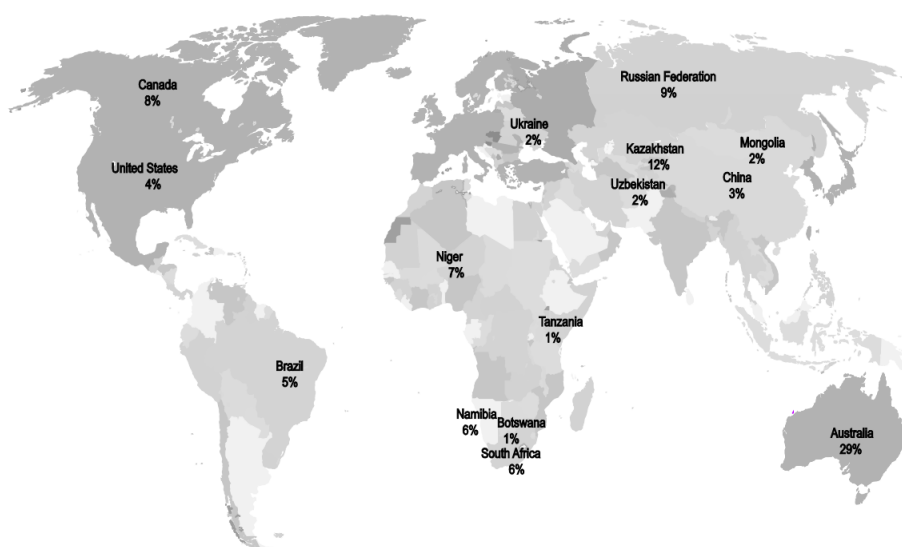 Canada
8%
Russian Federation
9%
Ukraine
2%
Mongolia
2%
Kazakhstan
12%
United States
4%
China
3%
Uzbekistan
2%
Niger
7%
Tanzania
1%
Brazil
5%
Namibia
6%
Botswana
1%
South Africa
6%
Australia
29%